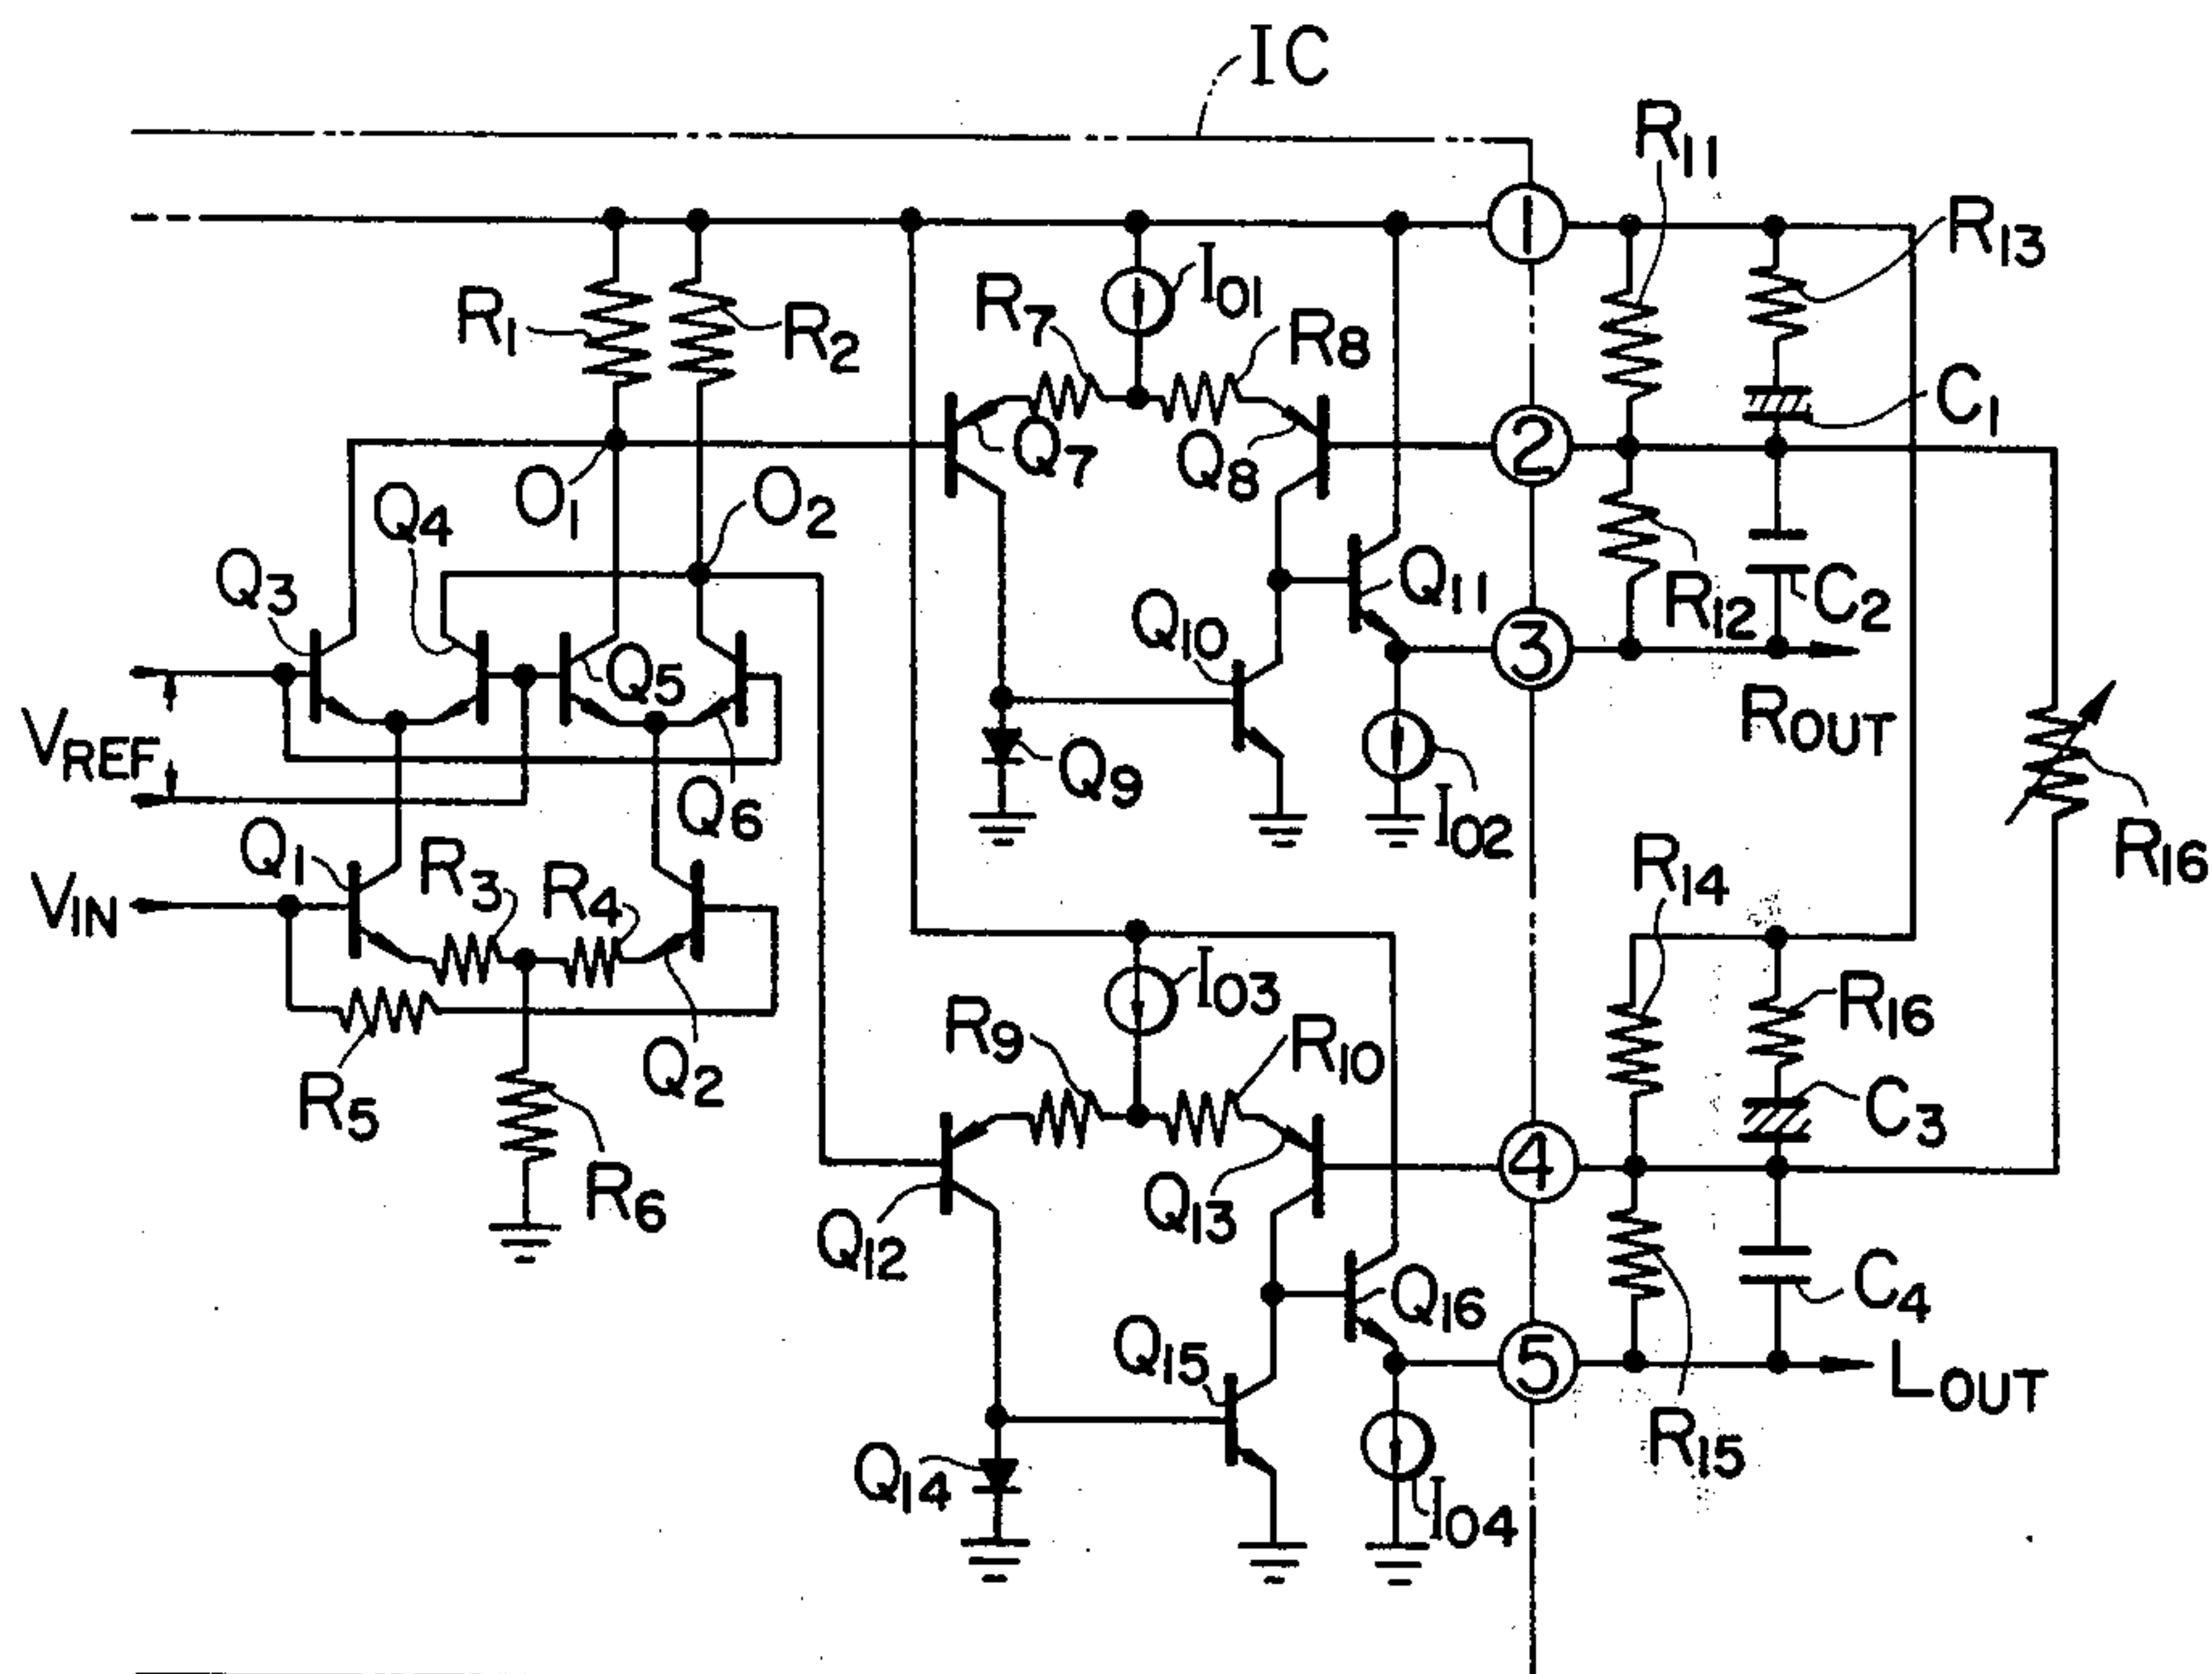 IC
R11
①
R13
R1
R2
R7
I01
R8
C1
Q7
Q8
②
O1
O2
Q4
Q3
Q5
Q11
R12
C2
Q10
③
ROUT
VREF
Q6
Q9
I02
R16
Q1
R3
R4
R14
VIN
I03
R16
R9
R10
C3
R5
Q2
R6
④
Q12
Q13
Q16
C4
Q15
⑤
LOUT
Q14
I04
R15